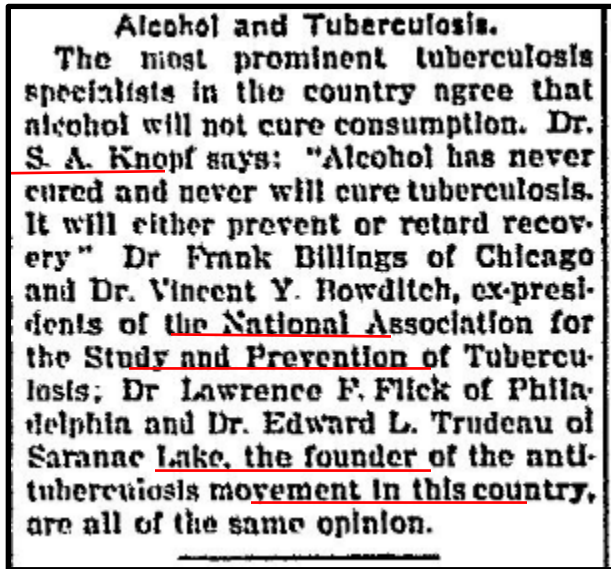 Alcohol and Tuberculosis.
The most prominent tuberculosis
specialists in the country agree that
alcohol will not cure consumption. Dr.
S. A. Knopf says: "Alcohol has never
cured and never will cure tuberculosis.
It will either prevent or retard recov-
ery" Dr Frank Billings of Chicago
and Dr. Vincent Y. Bowditch, ex-presi-
dents of the National Association for
the Study and Prevention of Tubercu-
losis; Dr Lawrence F. Flick of Phila-
delphia and Dr. Edward L. Trudeau of
Saranac Lake, the founder of the anti-
tuberculosis movement in this country,
are all of the same opinion.